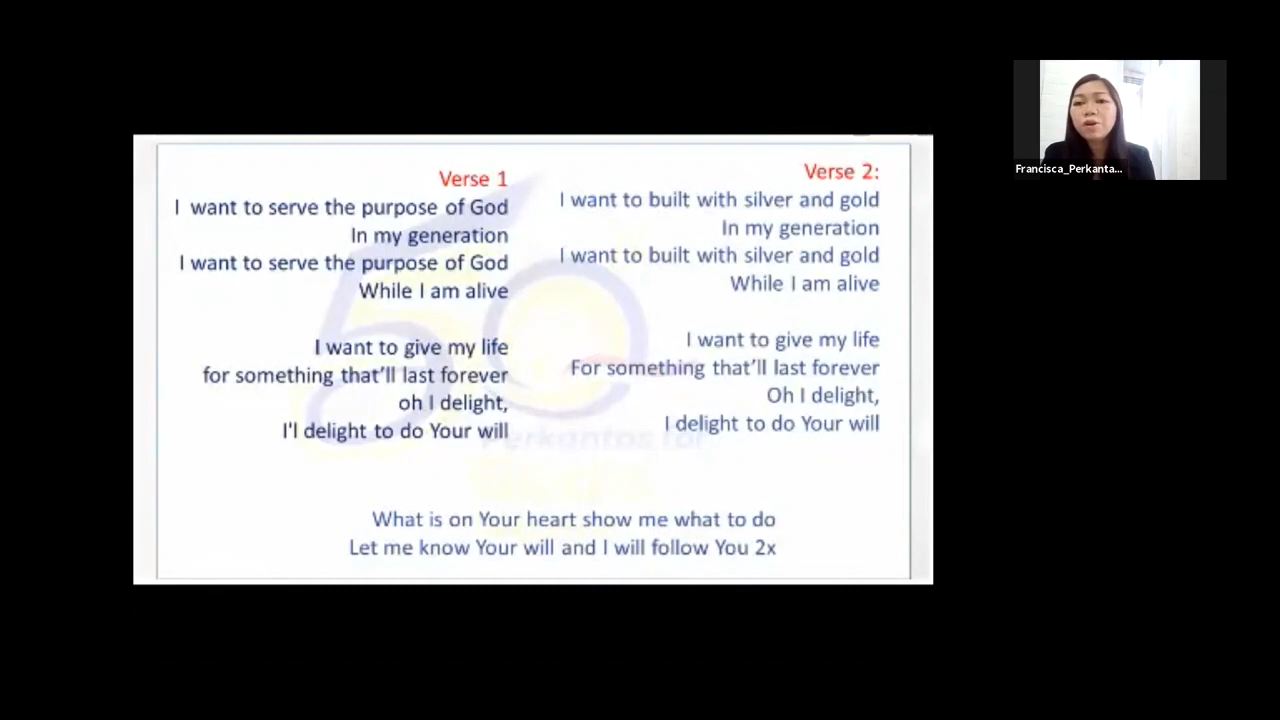 Verse 1
I want to serve the purpose of God
In my generation
I want to serve the purpose of God
While I am alive
I want to give my life
for something that'll last forever
oh I delight,
I'l delight to do Your will
Verse 2:
I want to built with silver and gold
In my generation
I want to built with silver and gold
While I am alive
I want to give my life
For something that'll last forever
Oh I delight,
I delight to do Your will
What is on Your heart show me what to do
Let me know Your will and I will follow You 2x
50
Perkantas for
Francisca_Perkanta...